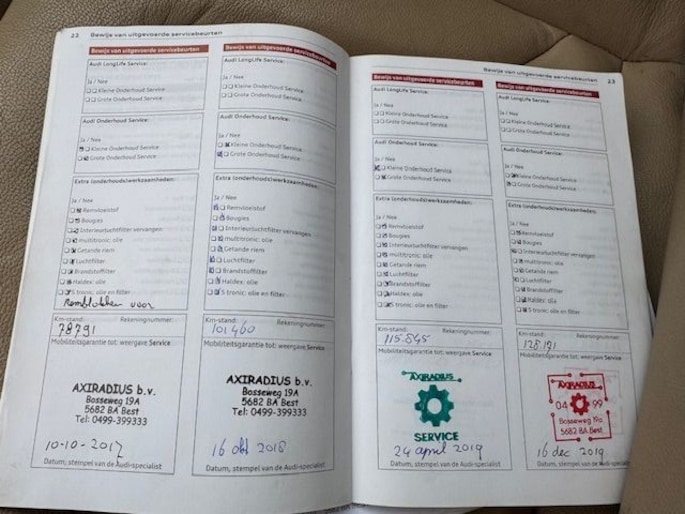 22 Bewijs van uitgevoerde servicebeurten
Bewijs van uitgevoerde servicebeurten
Audi LongLife Service:
Ja / Nee
Kleine Onderhoud Service
Grote Onderhoud Service
Audi Onderhoud Service:
Ja / Nee
Kleine Onderhoud Service
Grote Onderhoud Service
Extra (onderhouds)werkzaamheden:
Ja / Nee
Remvloeistof
Bougies
Interieurluchtfilter vervangen
multitronic: olie
Getande riem
Luchtfilter
Brandstoffilter
Haldex: olie
S tronic: olie en filter
Remblokken voor
Km-stand: Rekeningnummer:
78791
Mobiliteitsgarantie tot: weergave Service
AXIRADIUS b.v.
Bosseweg 19A
5682 BA Best
Tel: 0499-399333
10-10-2017
Datum, stempel van de Audi-specialist
Bewijs van uitgevoerde servicebeurten
Audi LongLife Service:
Ja / Nee
Kleine Onderhoud Service
Grote Onderhoud Service
Audi Onderhoud Service:
Ja / Nee
Kleine Onderhoud Service
Grote Onderhoud Service
Extra (onderhouds)werkzaamheden:
Ja / Nee
Remvloeistof
Bougies
Interieurluchtfilter vervangen
multitronic: olie
Getande riem
Luchtfilter
Brandstoffilter
Haldex: olie
S tronic: olie en filter
Km-stand: Rekeningnummer:
101460
Mobiliteitsgarantie tot: weergave Service
AXIRADIUS b.v.
Bosseweg 19A
5682 BA Best
Tel: 0499-399333
16 okt 2018
Datum, stempel van de Audi-specialist
Bewijs van uitgevoerde servicebeurten 23
Bewijs van uitgevoerde servicebeurten
Audi LongLife Service:
Ja / Nee
Kleine Onderhoud Service
Grote Onderhoud Service
Audi Onderhoud Service:
Ja / Nee
Kleine Onderhoud Service
Grote Onderhoud Service
Extra (onderhouds)werkzaamheden:
Ja / Nee
Remvloeistof
Bougies
Interieurluchtfilter vervangen
multitronic: olie
Getande riem
Luchtfilter
Brandstoffilter
Haldex: olie
S tronic: olie en filter
Km-stand: Rekeningnummer:
115.845
Mobiliteitsgarantie tot: weergave Service
AXIRADIUS
SERVICE
24 april 2019
Datum, stempel van de Audi-specialist
Bewijs van uitgevoerde servicebeurten
Audi LongLife Service:
Ja / Nee
Kleine Onderhoud Service
Grote Onderhoud Service
Audi Onderhoud Service:
Ja / Nee
Kleine Onderhoud Service
Grote Onderhoud Service
Extra (onderhouds)werkzaamheden:
Ja / Nee
Remvloeistof
Bougies
Interieurluchtfilter vervangen
multitronic: olie
Getande riem
Luchtfilter
Brandstoffilter
Haldex: olie
S tronic: olie en filter
Km-stand: Rekeningnummer:
Mobiliteitsgarantie tot: weergave Service
AXIRADIUS
04 99
Bosseweg 19a
5682 BA Best
16 dec 2019
Datum, stempel van de Audi-specialist